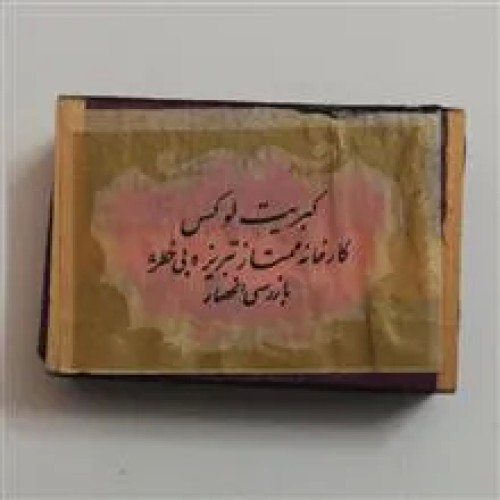 کبریت لوکس
کارخانه ممتاز تبریز ه بی خطر ه
بازرسی انحصار